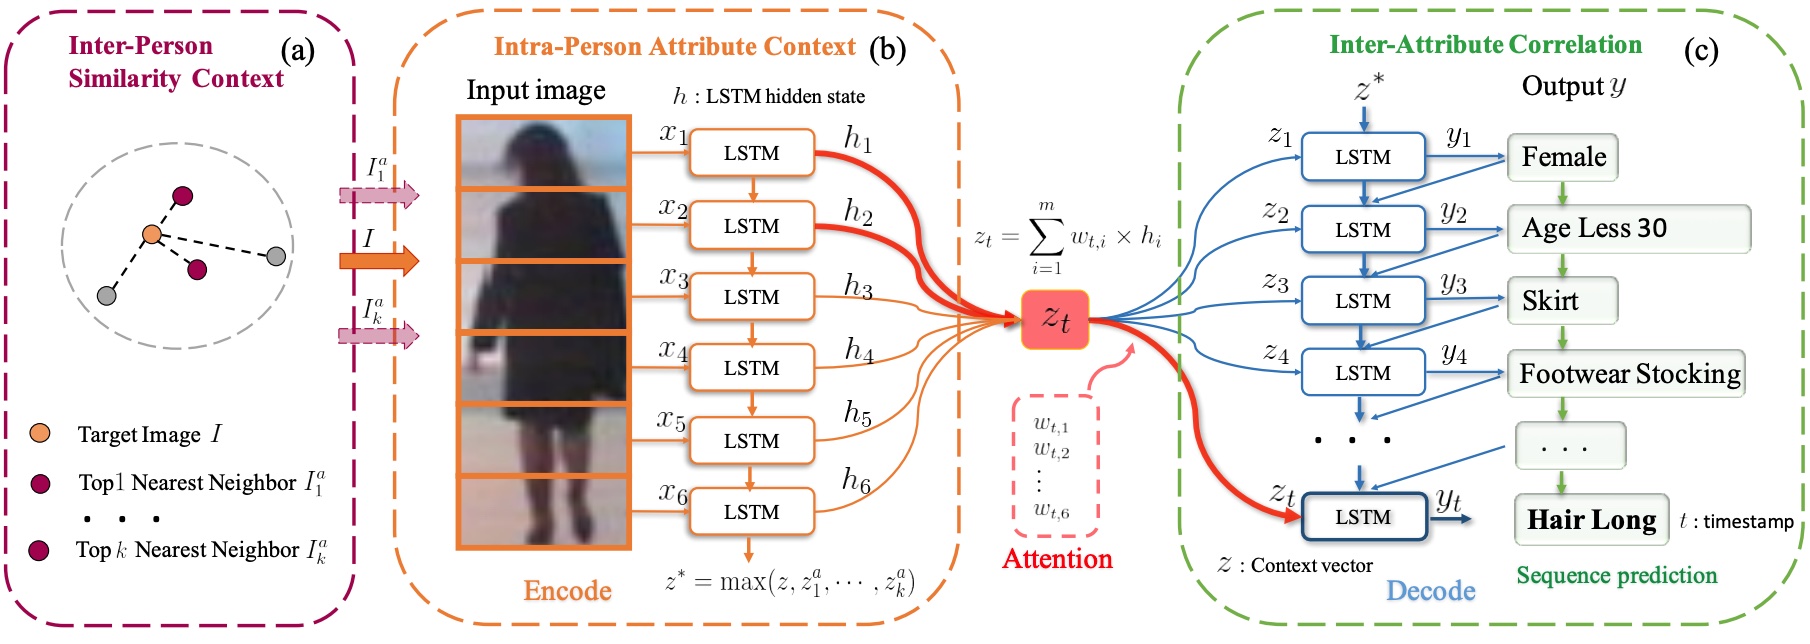 Inter-Person
Similarity Context
(a)
I_1^a
I
I_k^a
Target Image I
Top1 Nearest Neighbor I_1^a
. . .
Top k Nearest Neighbor I_k^a
Intra-Person Attribute Context (b)
Input image
h : LSTM hidden state
x_1 LSTM h_1
x_2 LSTM h_2
x_3 LSTM h_3
x_4 LSTM h_4
x_5 LSTM h_5
x_6 LSTM h_6
Encode
z* = max(z, z_1^a, ⋯, z_k^a)
z_t = ∑_{i=1}^{m} w_{t,i} × h_i
z_t
w_{t,1}
w_{t,2}
⋮
w_{t,6}
Attention
Inter-Attribute Correlation (c)
z*
Output y
z_1 LSTM y_1 Female
z_2 LSTM y_2 Age Less 30
z_3 LSTM y_3 Skirt
z_4 LSTM y_4 Footwear Stocking
. . . . . .
z_t LSTM y_t Hair Long t : timestamp
z : Context vector
Sequence prediction
Decode